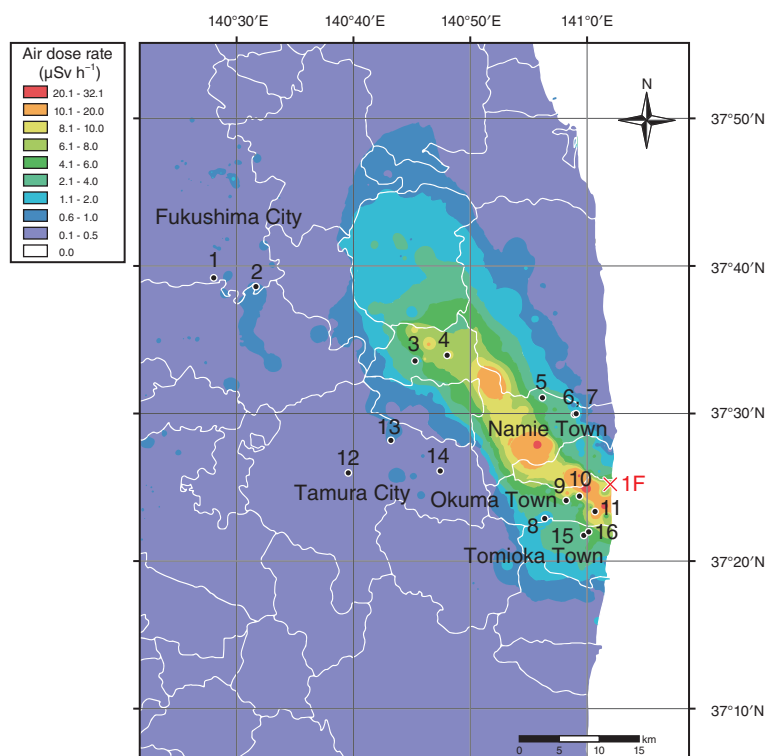 140°30′E 140°40′E 140°50′E 141°0′E
Air dose rate
(μSv h⁻¹)
20.1 - 32.1
10.1 - 20.0
8.1 - 10.0
6.1 - 8.0
4.1 - 6.0
2.1 - 4.0
1.1 - 2.0
0.6 - 1.0
0.1 - 0.5
0.0
N
37°50′N
Fukushima City
1
2
37°40′N
3
4
5
6, 7
37°30′N
Namie Town
13
12
14
Tamura City
9
10
1F
Okuma Town
11
8
15
16
Tomioka Town
37°20′N
37°10′N
km
0 5 10 15